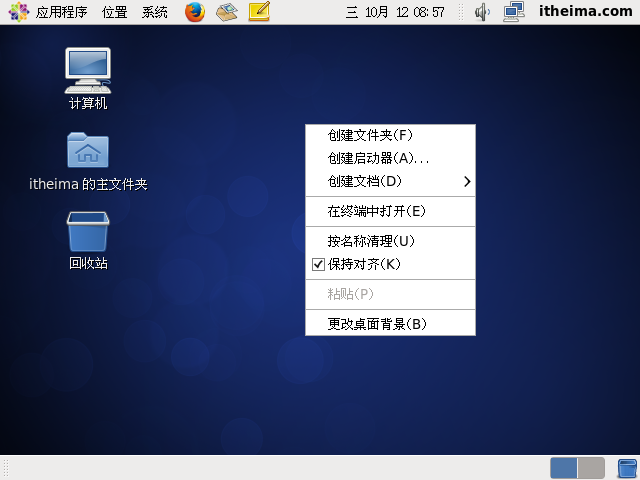 应用程序 位置 系统 三 10月 12 08:57 itheima.com
计算机
itheima 的主文件夹
回收站
创建文件夹(F)
创建启动器(A)...
创建文档(D)
在终端中打开(E)
按名称清理(U)
保持对齐(K)
粘贴(P)
更改桌面背景(B)